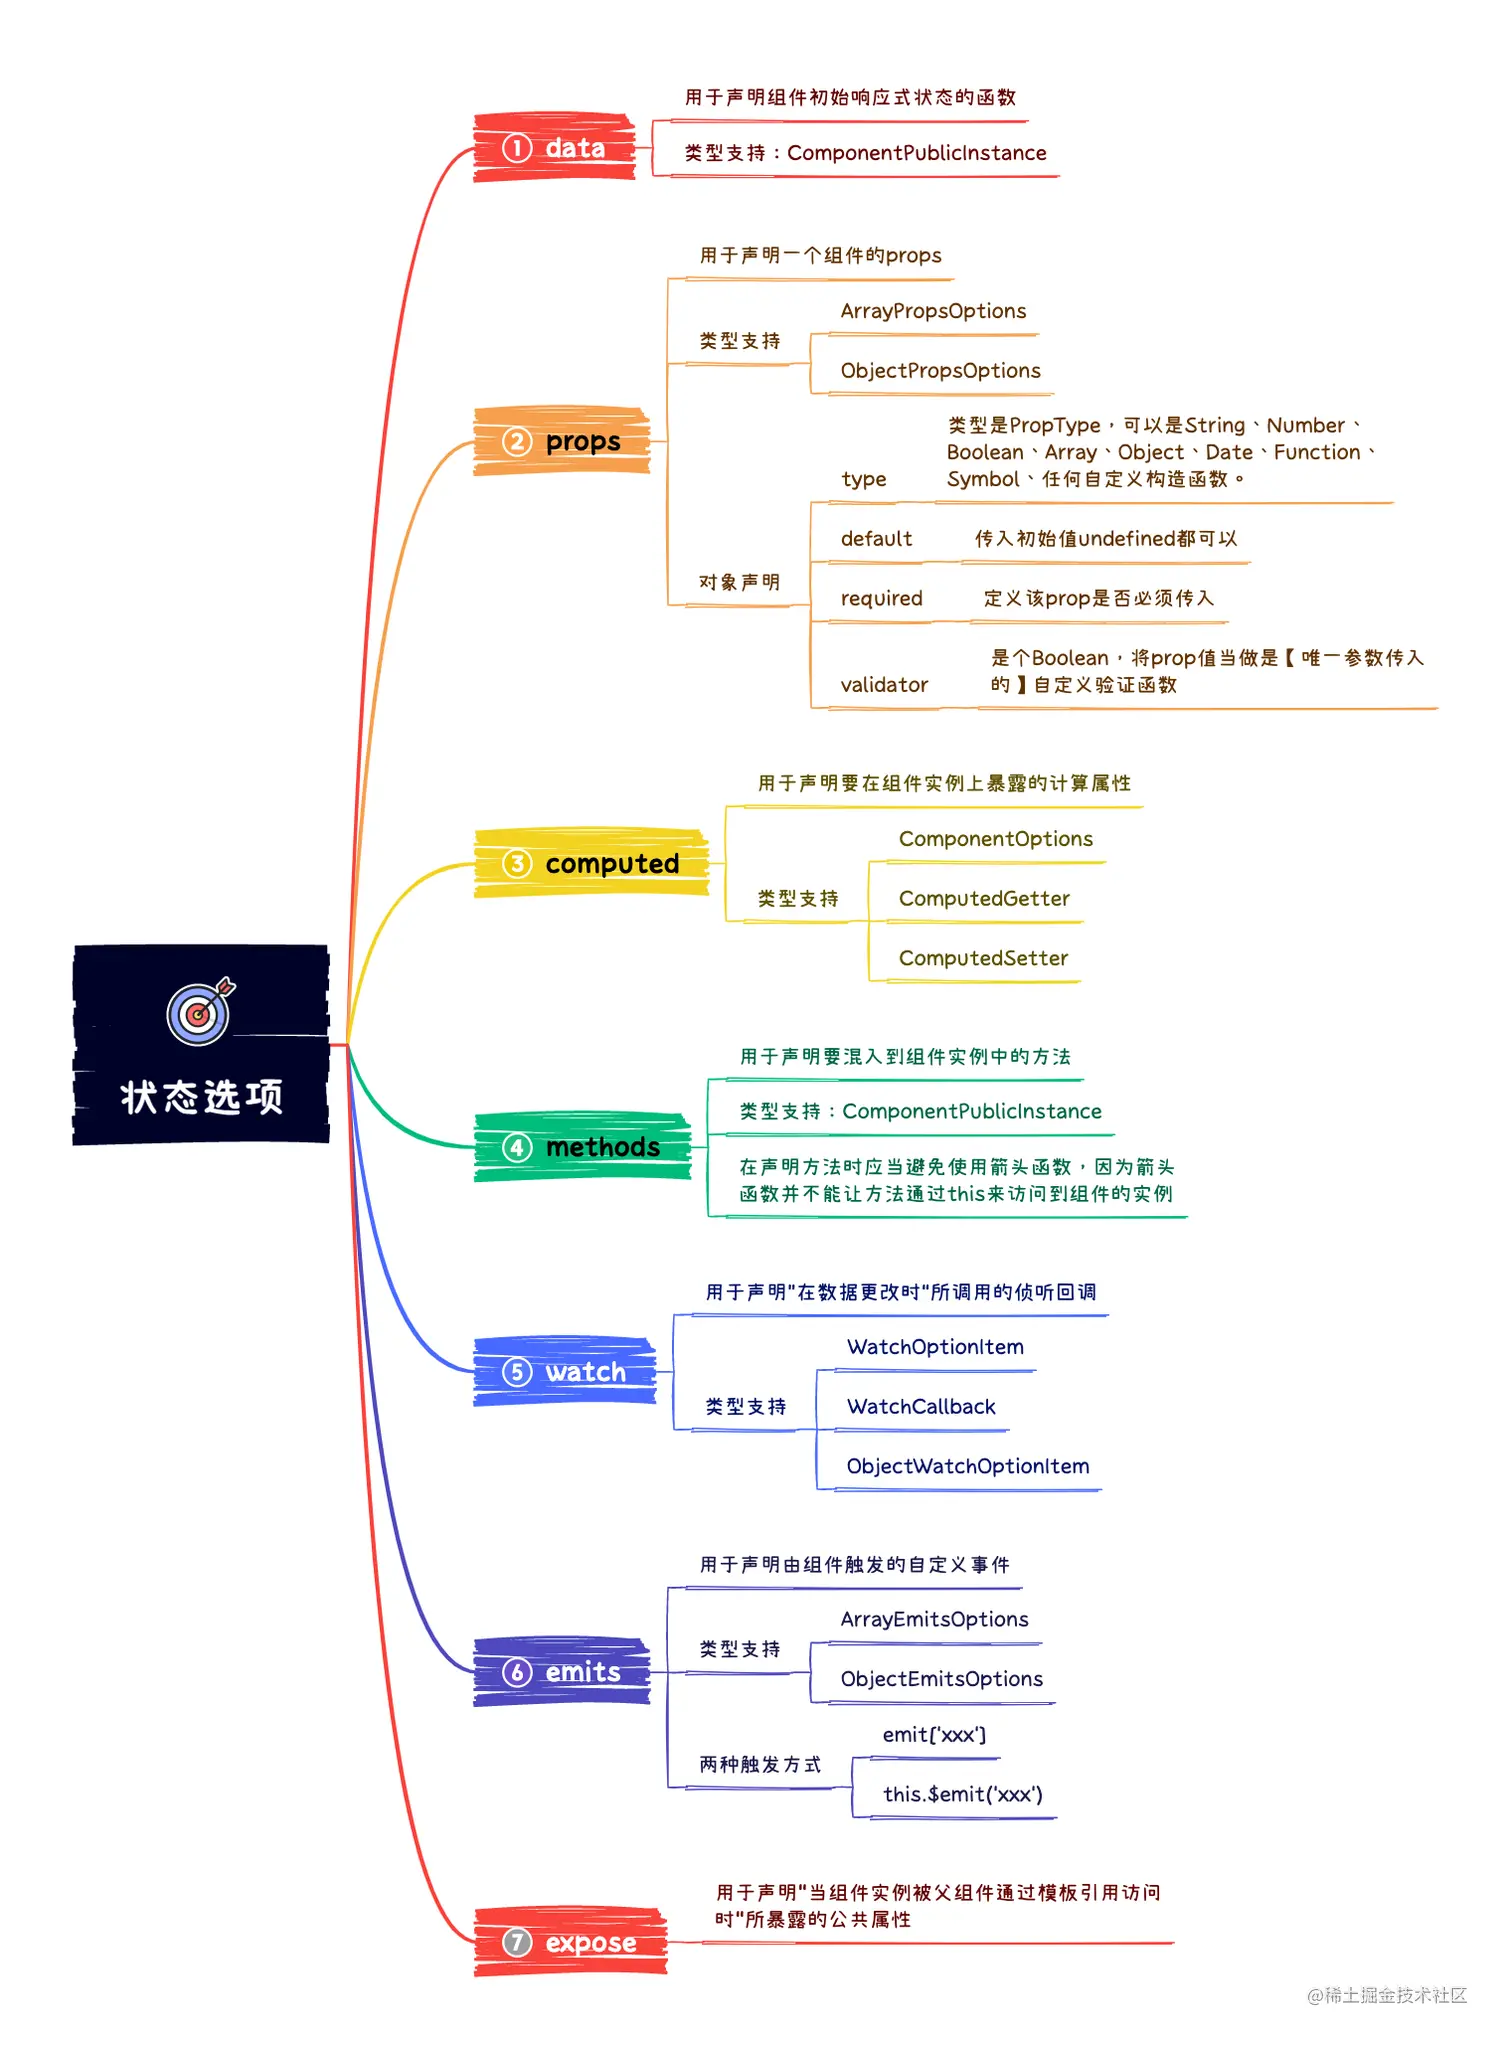 状态选项
① data
用于声明组件初始响应式状态的函数
类型支持：ComponentPublicInstance
② props
用于声明一个组件的props
类型支持
ArrayPropsOptions
ObjectPropsOptions
对象声明
type
类型是PropType，可以是String、Number、
Boolean、Array、Object、Date、Function、
Symbol、任何自定义构造函数。
default
传入初始值undefined都可以
required
定义该prop是否必须传入
validator
是个Boolean，将prop值当做是【唯一参数传入
的】自定义验证函数
③ computed
用于声明要在组件实例上暴露的计算属性
类型支持
ComponentOptions
ComputedGetter
ComputedSetter
④ methods
用于声明要混入到组件实例中的方法
类型支持：ComponentPublicInstance
在声明方法时应当避免使用箭头函数，因为箭头
函数并不能让方法通过this来访问到组件的实例
⑤ watch
用于声明"在数据更改时"所调用的侦听回调
类型支持
WatchOptionItem
WatchCallback
ObjectWatchOptionItem
⑥ emits
用于声明由组件触发的自定义事件
类型支持
ArrayEmitsOptions
ObjectEmitsOptions
两种触发方式
emit['xxx']
this.$emit('xxx')
⑦ expose
用于声明"当组件实例被父组件通过模板引用访问
时"所暴露的公共属性
@稀土掘金技术社区